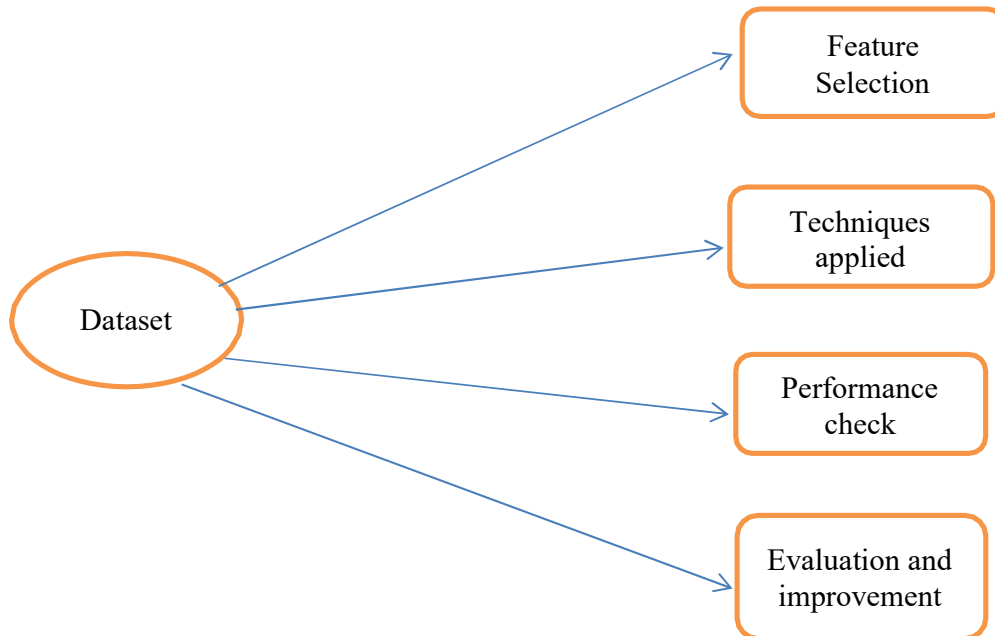 Feature
Selection
Techniques
applied
Dataset
Performance
check
Evaluation and
improvement